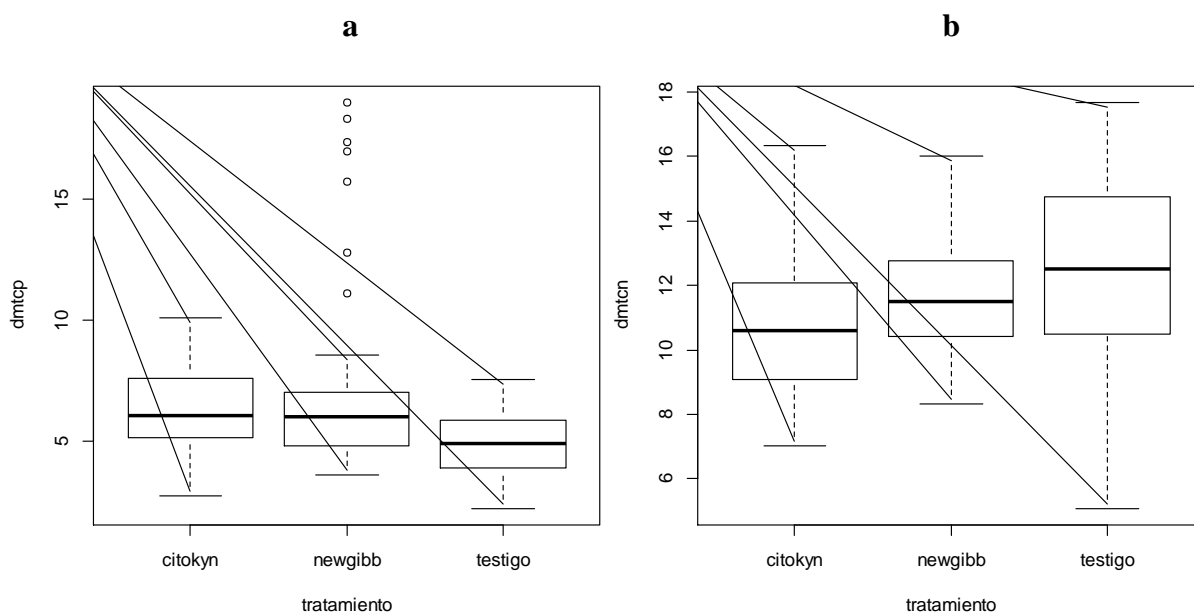 a
b
dmtcp
15
10
5
citokyn newgibb testigo
tratamiento
dmtcn
18
16
14
12
10
8
6
citokyn newgibb testigo
tratamiento